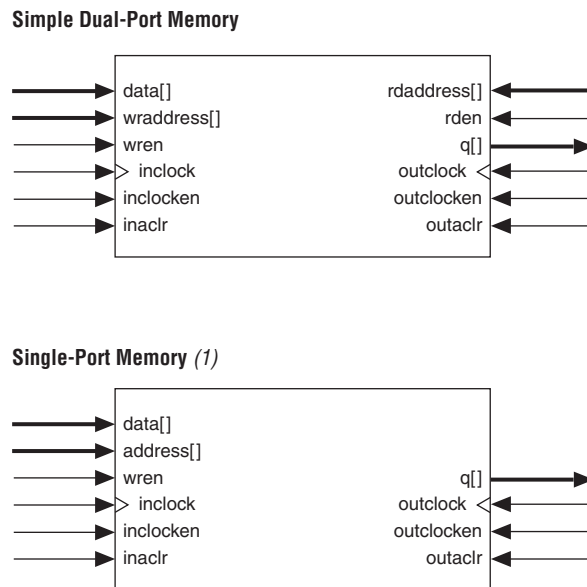 Simple Dual-Port Memory
data[] rdaddress[]
wraddress[] rden
wren q[]
inclock outclock
inclocken outclocken
inaclr outaclr
Single-Port Memory (1)
data[]
address[]
wren q[]
inclock outclock
inclocken outclocken
inaclr outaclr